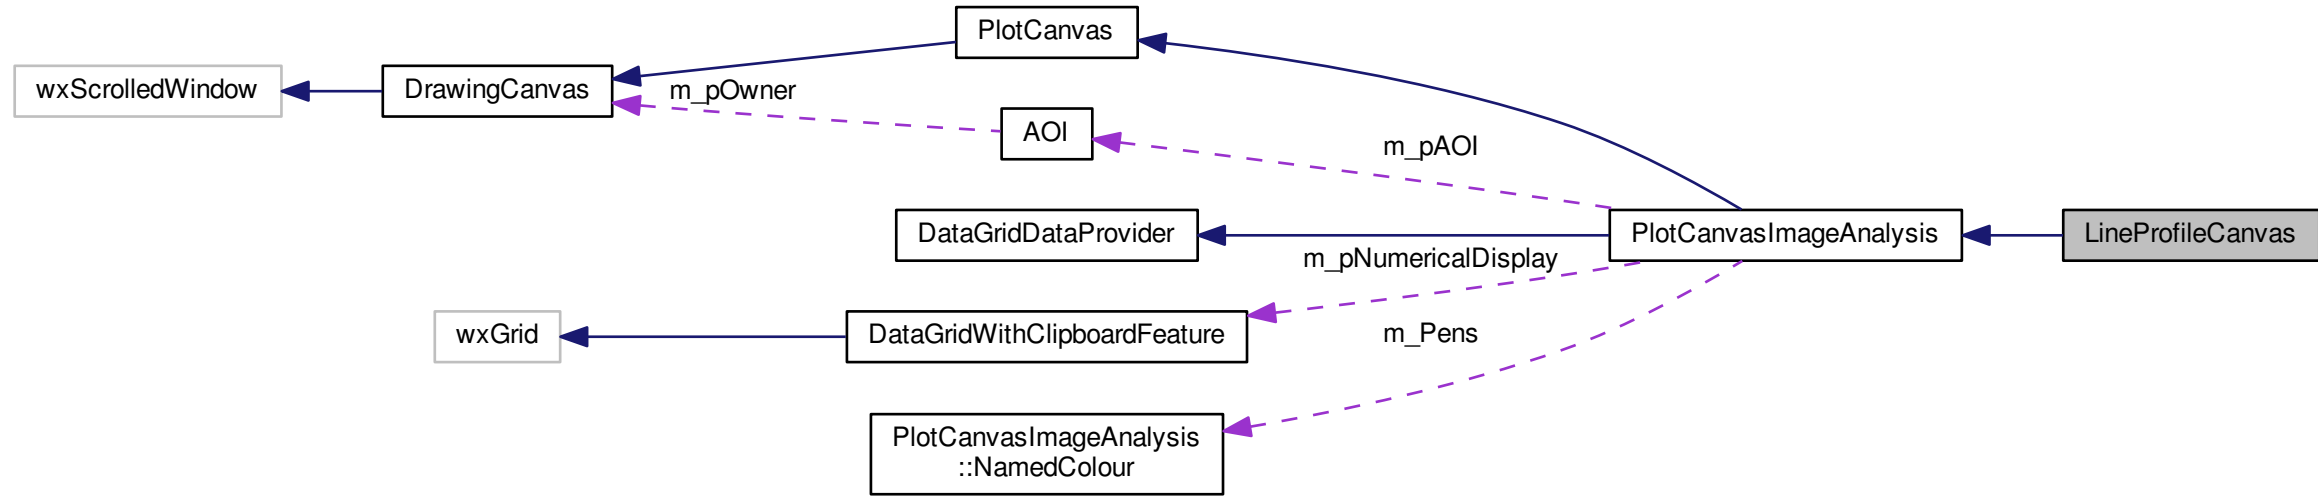 PlotCanvas
wxScrolledWindow
DrawingCanvas
m_pOwner
AOI
m_pAOI
DataGridDataProvider
PlotCanvasImageAnalysis
LineProfileCanvas
m_pNumericalDisplay
wxGrid
DataGridWithClipboardFeature
m_Pens
PlotCanvasImageAnalysis
::NamedColour